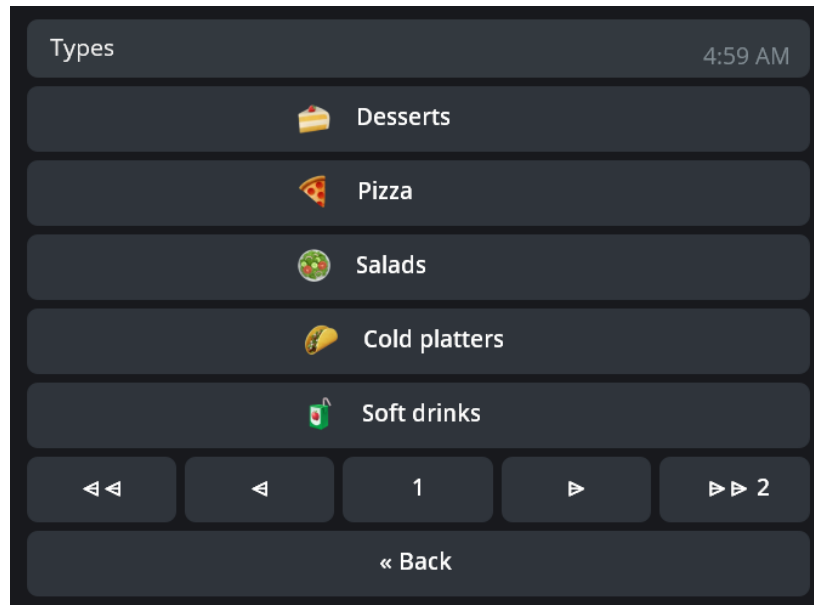 Types
4:59 AM
🍰 Desserts
🍕 Pizza
🥗 Salads
🌮 Cold platters
🧃 Soft drinks
⩤⩤ ⩤ 1 ⩥ ⩥⩥ 2
« Back